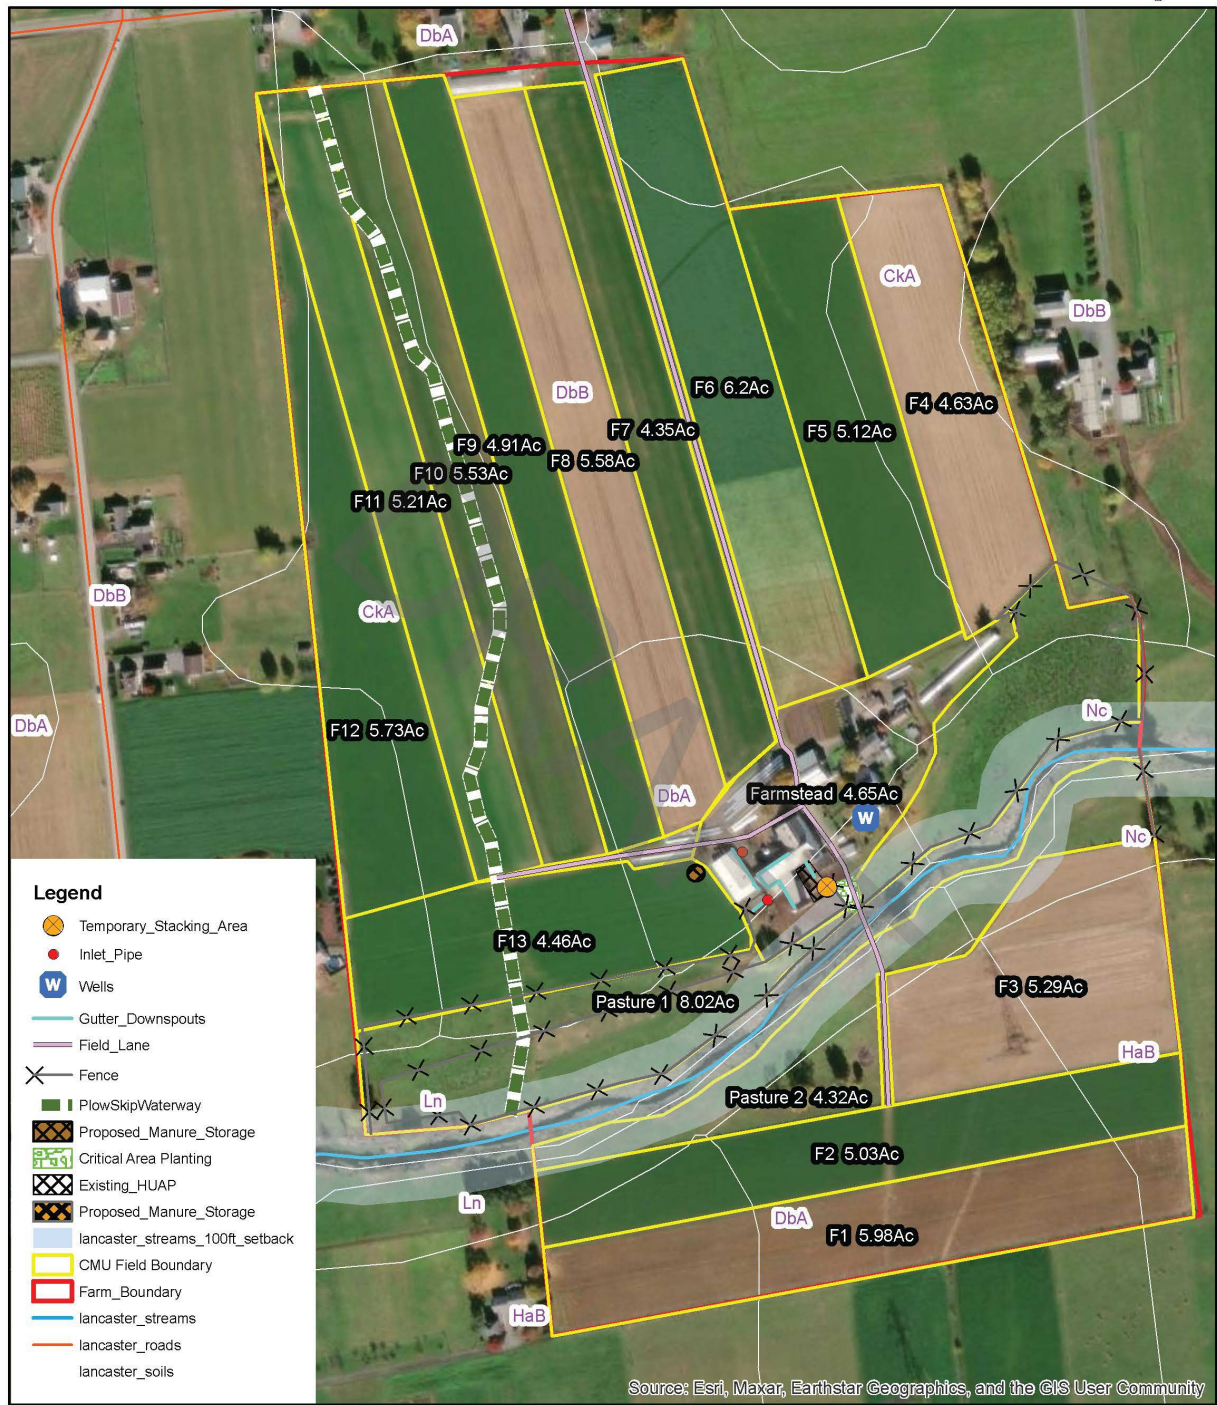 DbA
CkA
DbB
F6 6.2Ac
DbB
F4 4.63Ac
F7 4.35Ac
F5 5.12Ac
F9 4.91Ac
F8 5.58Ac
F10 5.53Ac
F11 5.21Ac
DbB
CkA
Nc
DbA
F12 5.73Ac
DbA
Farmstead 4.65Ac
W
Nc
F13 4.46Ac
F3 5.29Ac
Pasture 1 8.02Ac
HaB
Pasture 2 4.32Ac
Ln
F2 5.03Ac
Ln
DbA
F1 5.98Ac
HaB
Legend
Temporary_Stacking_Area
Inlet_Pipe
W Wells
Gutter_Downspouts
Field_Lane
Fence
PlowSkipWaterway
Proposed_Manure_Storage
Critical Area Planting
Existing_HUAP
Proposed_Manure_Storage
lancaster_streams_100ft_setback
CMU Field Boundary
Farm_Boundary
lancaster_streams
lancaster_roads
lancaster_soils
Source: Esri, Maxar, Earthstar Geographics, and the GIS User Community